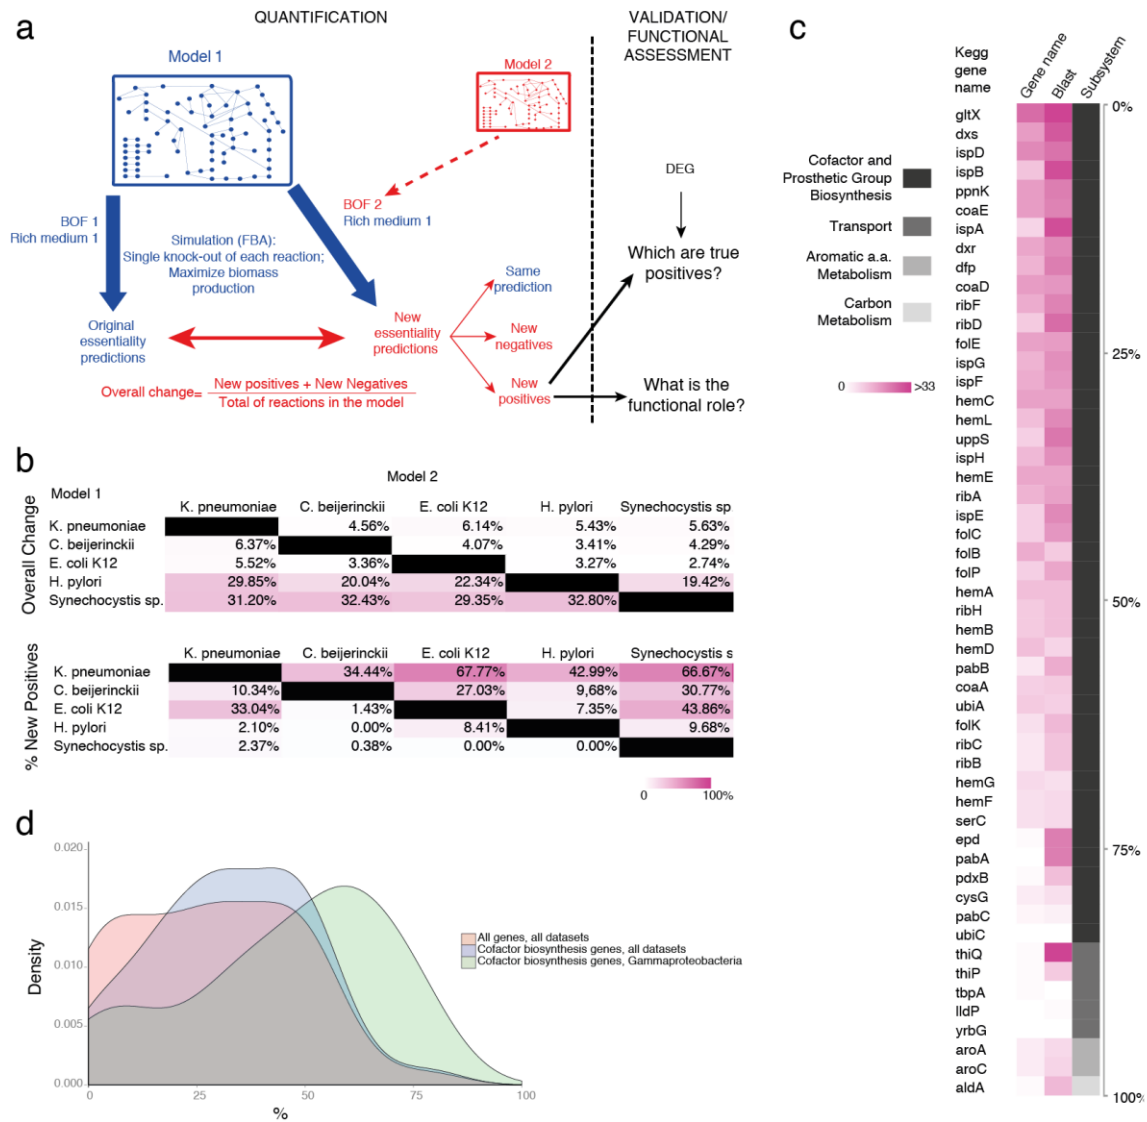 a
QUANTIFICATION
VALIDATION/
FUNCTIONAL
ASSESSMENT
Model 1
Model 2
BOF 1
Rich medium 1
BOF 2
Rich medium 1
Simulation (FBA):
Single knock-out of each reaction;
Maximize biomass
production
DEG
Which are true
positives?
Original
essentiality
predictions
New
essentiality
predictions
Same
prediction
New
negatives
New
positives
What is the
functional role?
Overall change= New positives + New Negatives
Total of reactions in the model
b
Model 2
Model 1
Overall Change
K. pneumoniae C. beijerinckii E. coli K12 H. pylori Synechocystis sp
K. pneumoniae 4.56% 6.14% 5.43% 5.63%
C. beijerinckii 6.37% 4.07% 3.41% 4.29%
E. coli K12 5.52% 3.36% 3.27% 2.74%
H. pylori 29.85% 20.04% 22.34% 19.42%
Synechocystis sp. 31.20% 32.43% 29.35% 32.80%
% New Positives
K. pneumoniae C. beijerinckii E. coli K12 H. pylori Synechocystis s
K. pneumoniae 34.44% 67.77% 42.99% 66.67%
C. beijerinckii 10.34% 27.03% 9,68% 30.77%
E. coli K12 33.04% 1.43% 7.35% 43.86%
H. pylori 2.10% 0.00% 8.41% 9.68%
Synechocystis sp. 2.37% 0.38% 0.00% 0.00%
0 100%
c
Kegg
gene
name
Gene name
Blast
Subsystem
Cofactor and
Prosthetic Group
Biosynthesis
Transport
Aromatic a.a.
Metabolism
Carbon
Metabolism
0 >33
gltX
dxs
ispD
ispB
ppnK
coaE
ispA
dxr
dfp
coaD
ribF
ribD
folE
ispG
ispF
hemC
hemL
uppS
ispH
hemE
ribA
ispE
folC
folB
folP
hemA
ribH
hemB
hemD
pabB
coaA
ubiA
folK
ribC
ribB
hemG
hemF
serC
epd
pabA
pdxB
cysG
pabC
ubiC
thiQ
thiP
tbpA
lldP
yrbG
aroA
aroC
aldA
0%
25%
50%
75%
100%
d
Density
0.020
0.015
0.010
0.005
0.000
0 25 50 75 100
%
All genes, all datasets
Cofactor biosynthesis genes, all datasets
Cofactor biosynthesis genes, Gammaproteobacteria